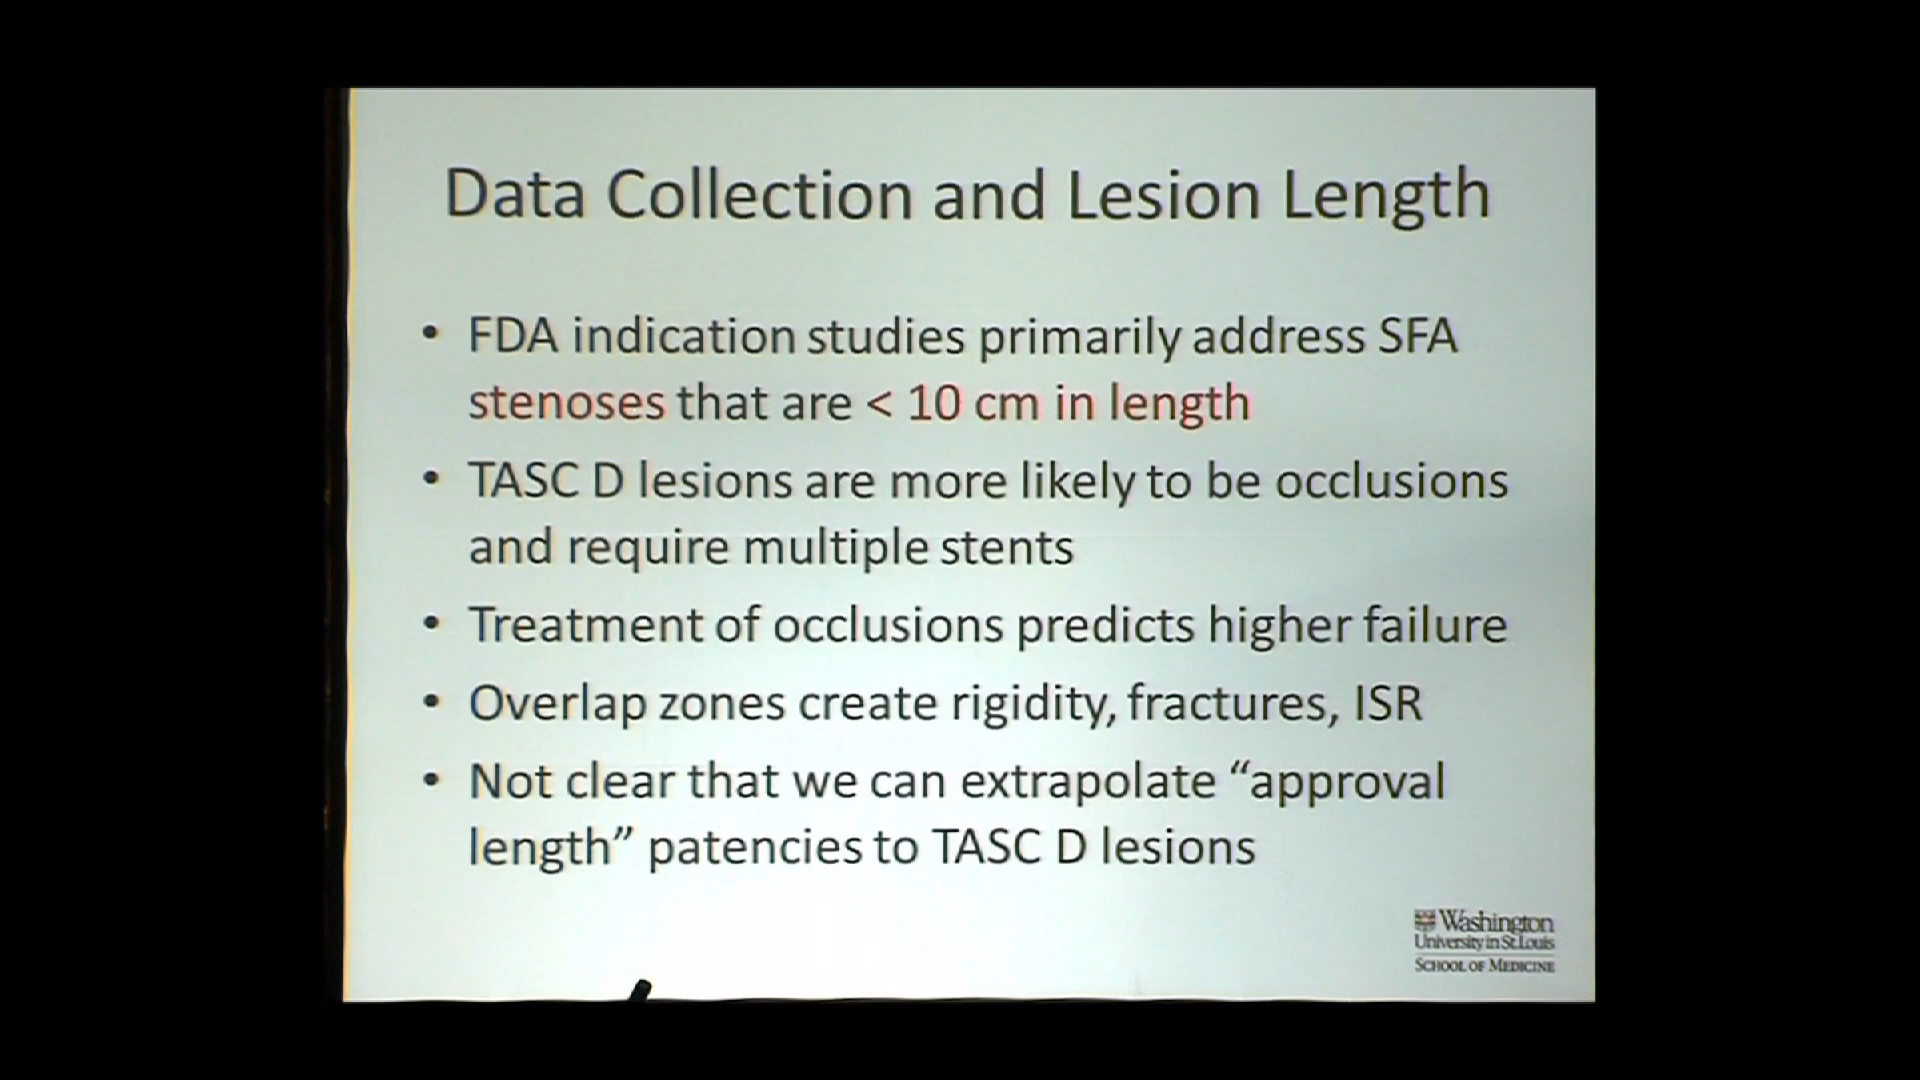 Data Collection and Lesion Length
• FDA indication studies primarily address SFA
stenoses that are < 10 cm in length
• TASC D lesions are more likely to be occlusions
and require multiple stents
• Treatment of occlusions predicts higher failure
• Overlap zones create rigidity, fractures, ISR
• Not clear that we can extrapolate “approval
length” patencies to TASC D lesions
Washington
University in St. Louis
SCHOOL OF MEDICINE